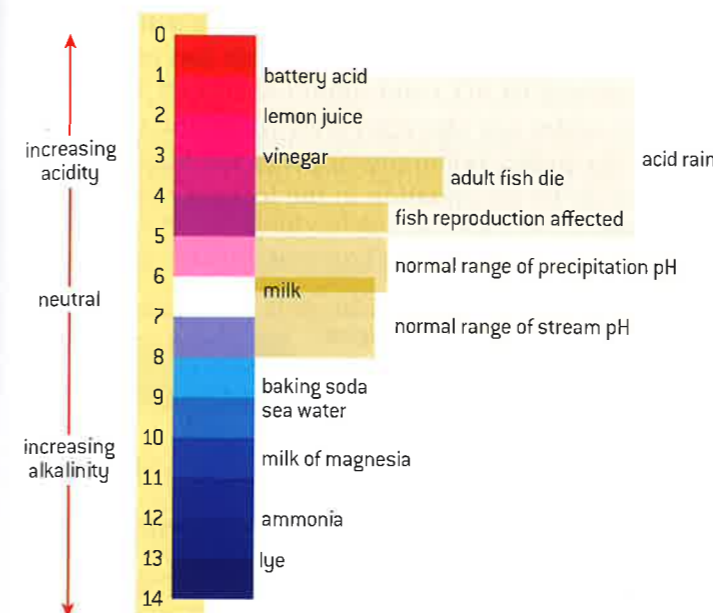 0
1
battery acid
2
lemon juice
increasing
acidity
3
vinegar
acid rain
adult fish die
4
fish reproduction affected
5
normal range of precipitation pH
6
milk
neutral
7
normal range of stream pH
8
baking soda
9
sea water
10
increasing
alkalinity
milk of magnesia
11
12
ammonia
13
lye
14